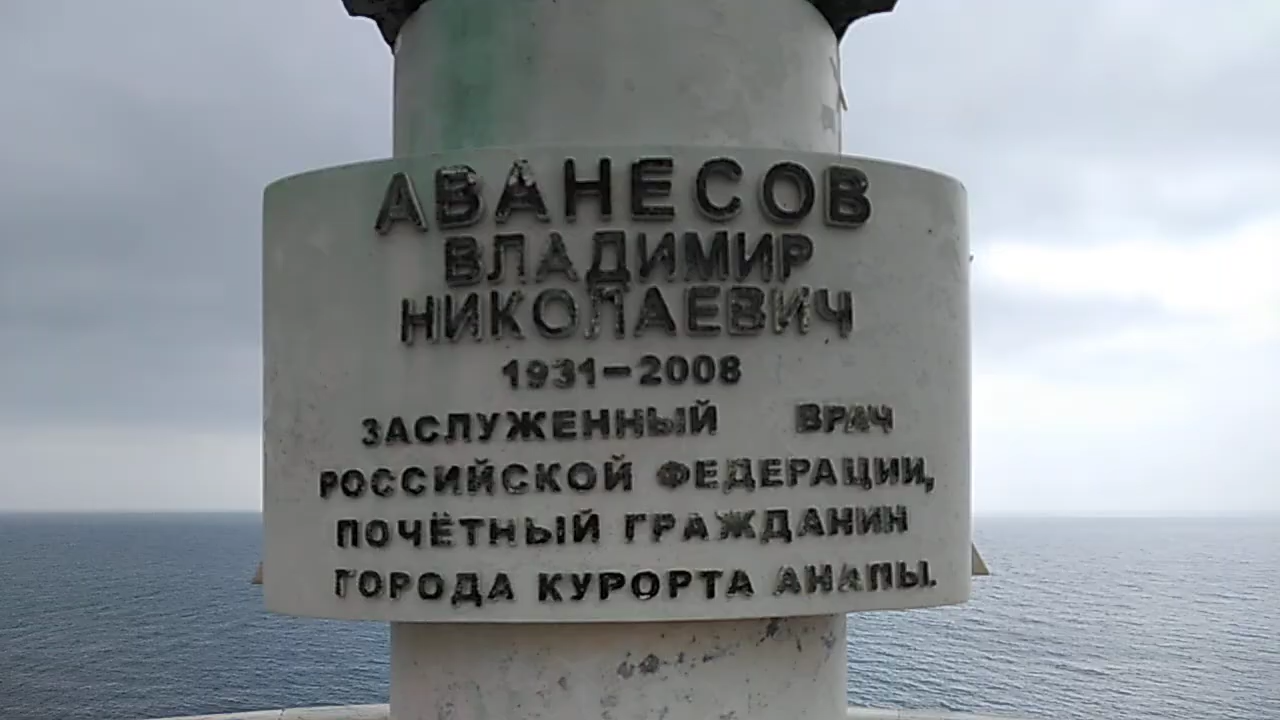 АВАНЕСОВ
ВЛАДИМИР
НИКОЛАЕВИЧ
1931-2008
ЗАСЛУЖЕННЫЙ ВРАЧ
РОССИЙСКОЙ ФЕДЕРАЦИИ,
ПОЧЁТНЫЙ ГРАЖДАНИН
ГОРОДА КУРОРТА АНАПЫ.